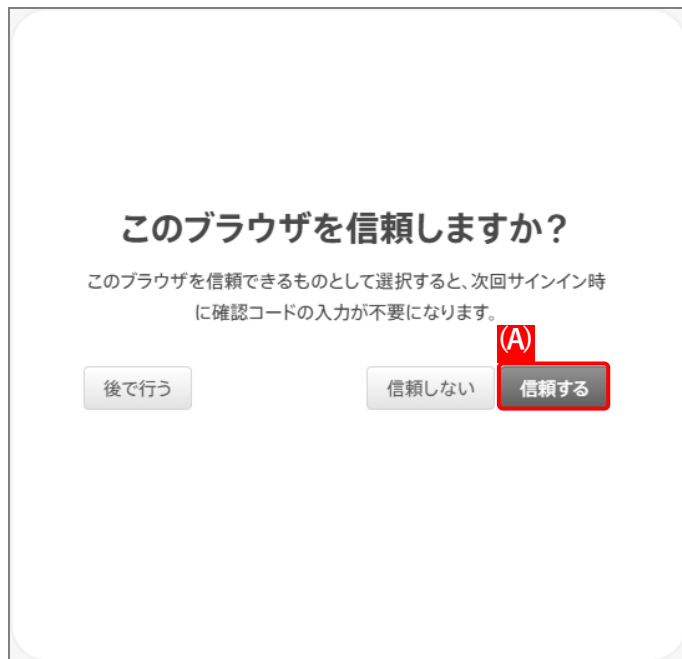 このブラウザを信頼しますか？
このブラウザを信頼できるものとして選択すると、次回サインイン時
に確認コードの入力が不要になります。
(A)
後で行う 信頼しない 信頼する